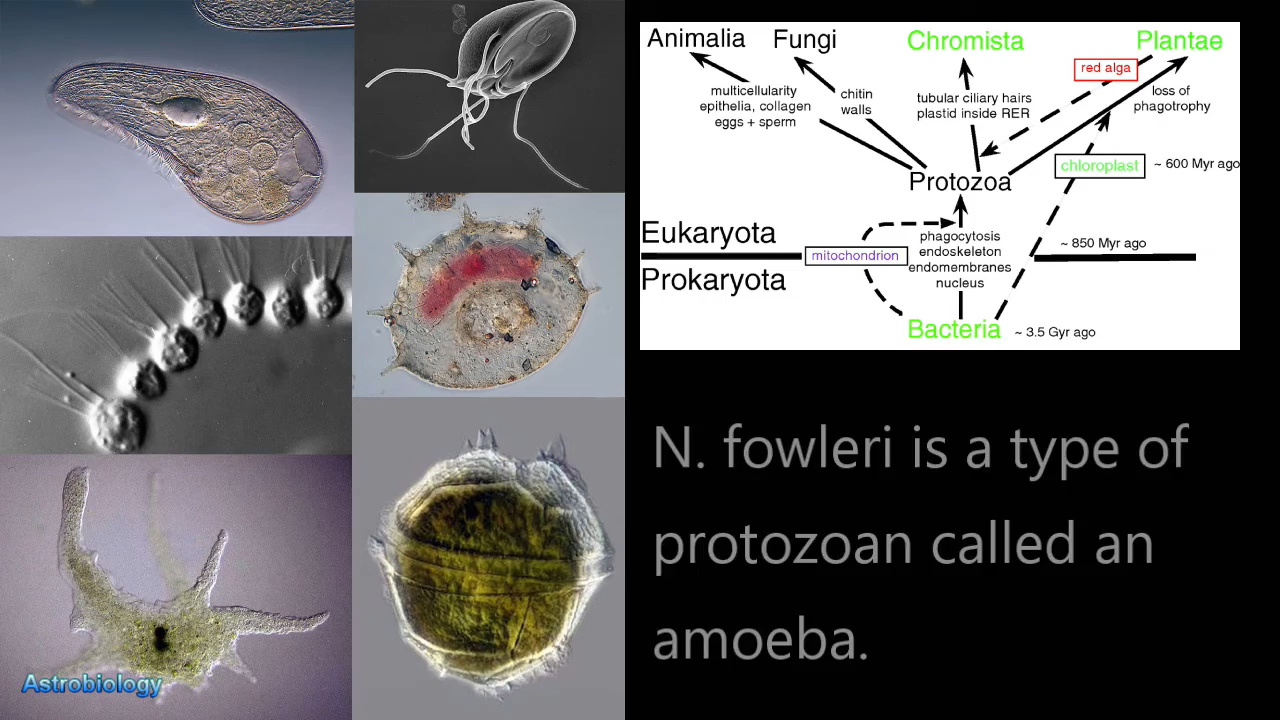 Animalia Fungi Chromista Plantae
red alga
multicellularity
epithelia, collagen
eggs + sperm
chitin
walls
tubular ciliary hairs
plastid inside RER
loss of
phagotrophy
chloroplast ~ 600 Myr ago
Protozoa
Eukaryota
Prokaryota
mitochondrion
phagocytosis
endoskeleton
endomembranes
nucleus
~ 850 Myr ago
Bacteria ~ 3.5 Gyr ago
N. fowleri is a type of
protozoan called an
amoeba.
Astrobiology